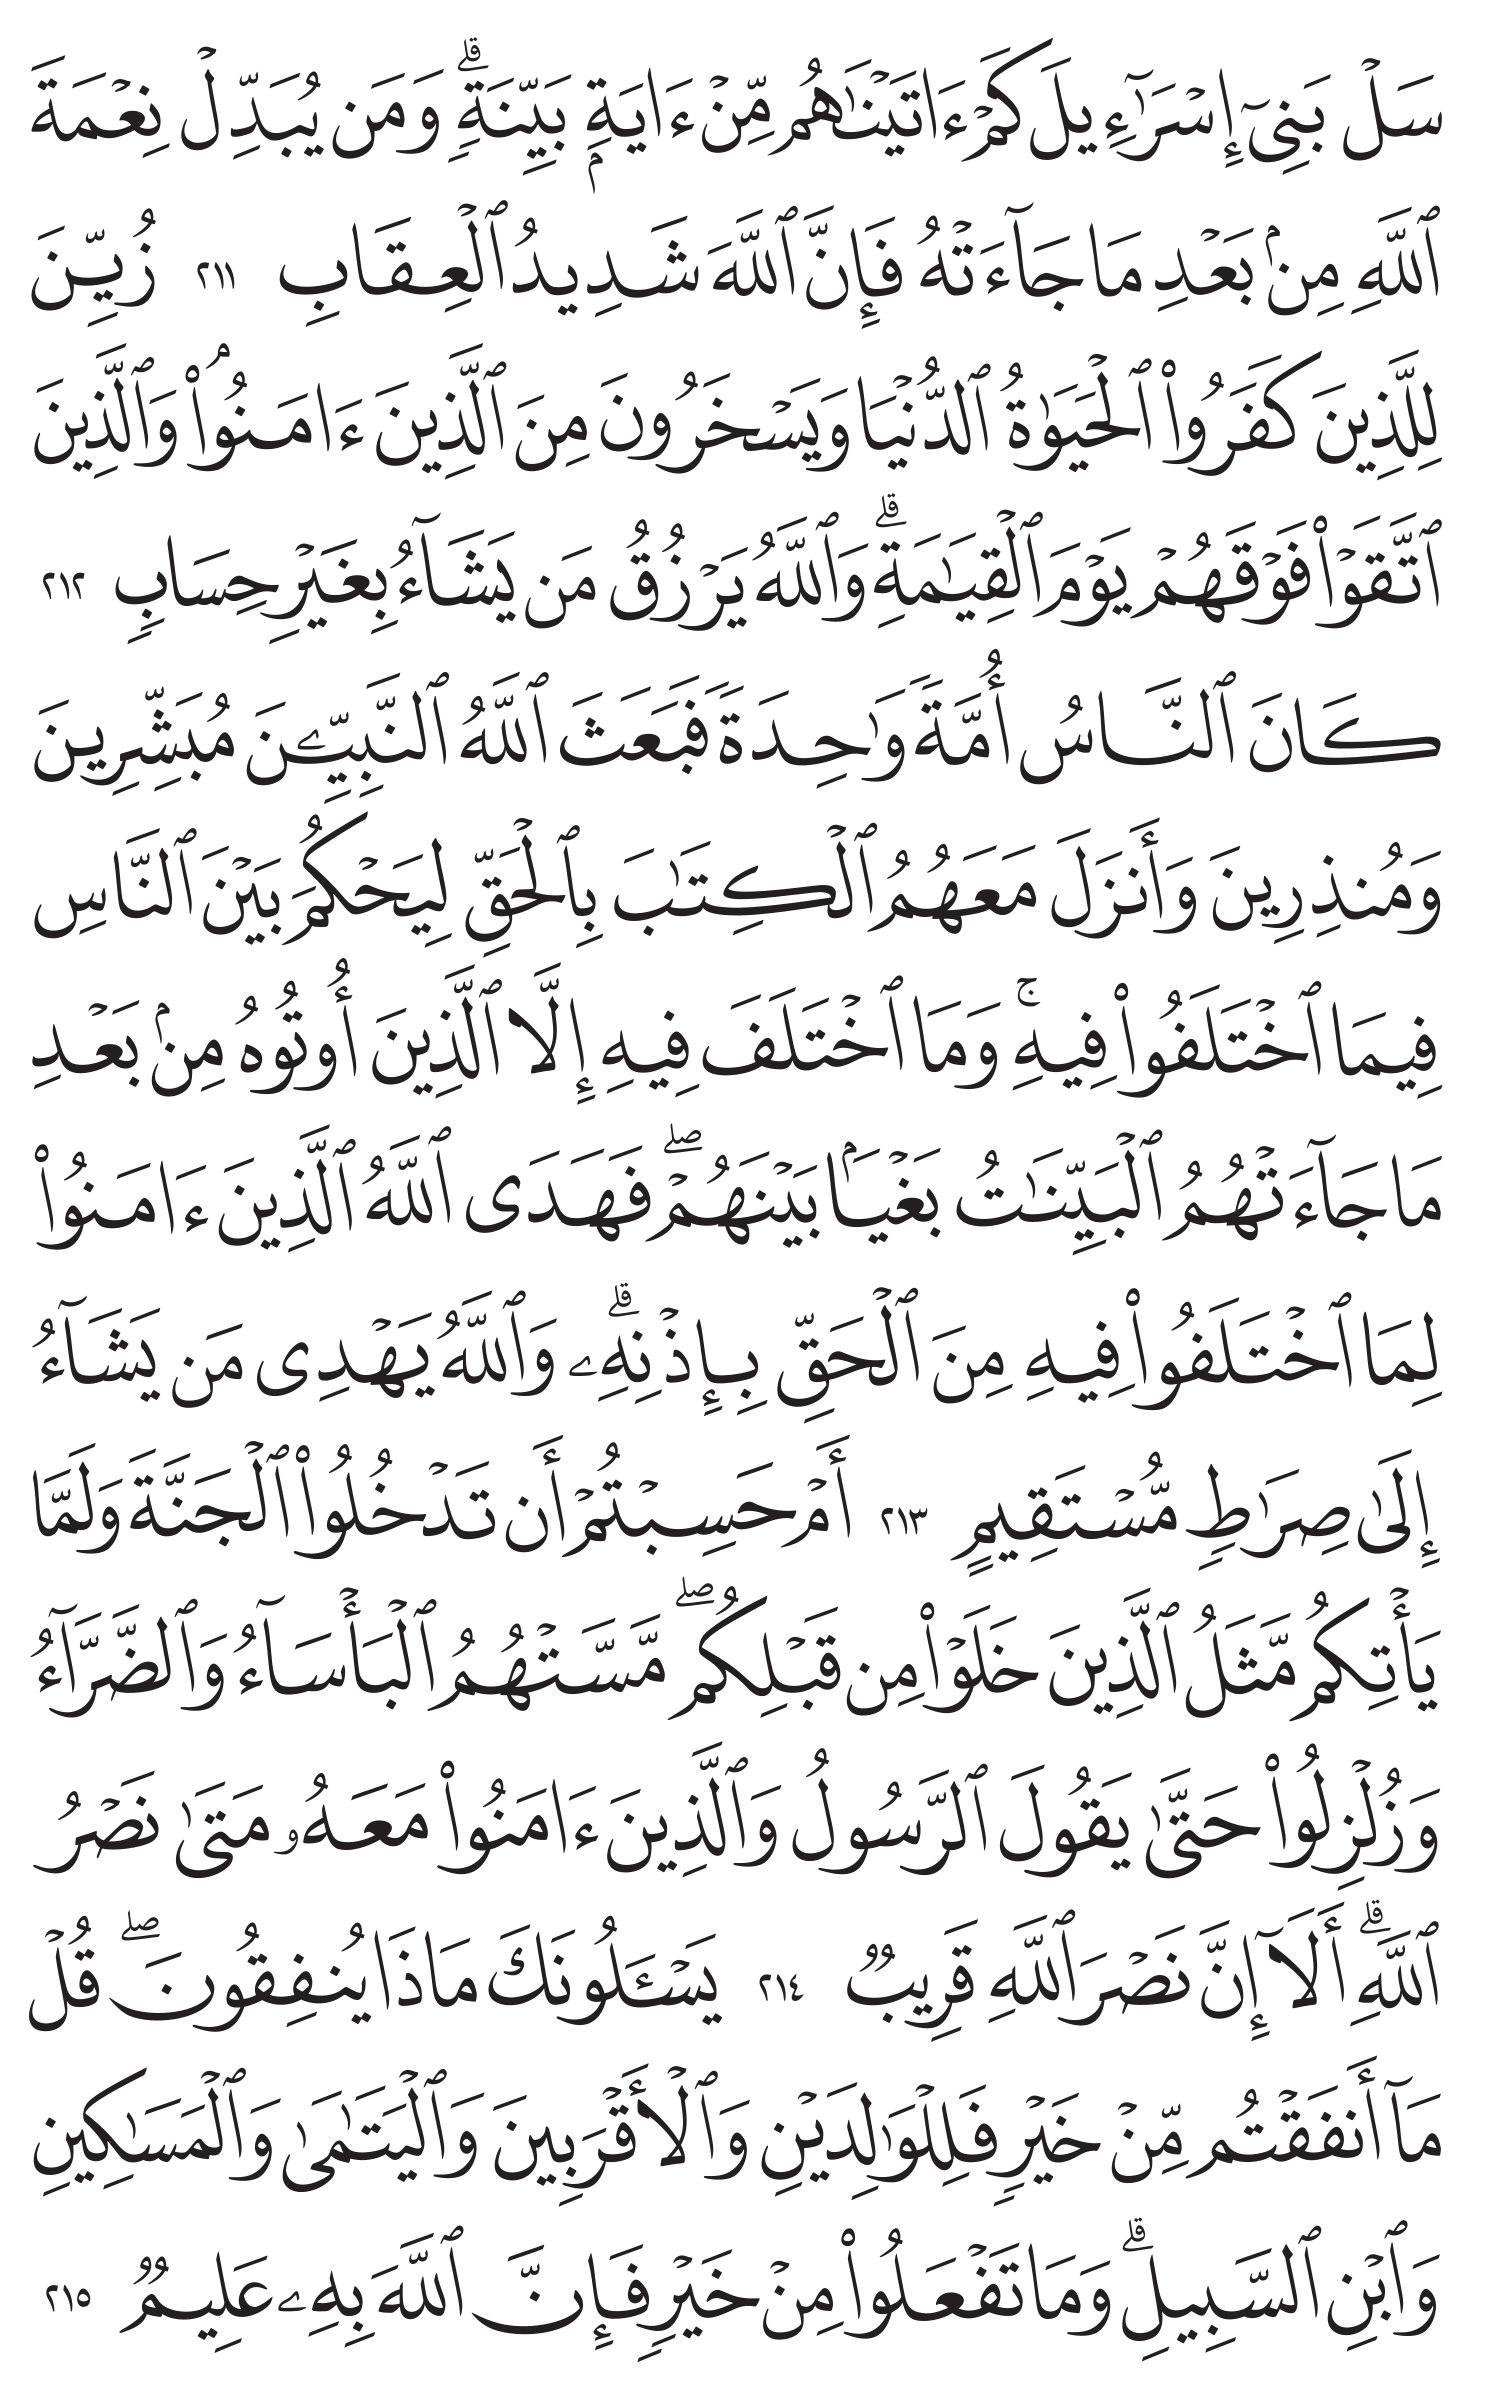 سَلۡ بَنِيٓ إِسۡرَٰٓءِيلَ كَمۡ ءَاتَيۡنَٰهُم مِّنۡ ءَايَةِۭ بَيِّنَةٖۗ وَمَن يُبَدِّلۡ نِعۡمَةَ
ٱللَّهِ مِنۢ بَعۡدِ مَا جَآءَتۡهُ فَإِنَّ ٱللَّهَ شَدِيدُ ٱلۡعِقَابِ ٢١١ زُيِّنَ
لِلَّذِينَ كَفَرُواْ ٱلۡحَيَوٰةُ ٱلدُّنۡيَا وَيَسۡخَرُونَ مِنَ ٱلَّذِينَ ءَامَنُواْۘ وَٱلَّذِينَ
ٱتَّقَوۡاْ فَوۡقَهُمۡ يَوۡمَ ٱلۡقِيَٰمَةِۗ وَٱللَّهُ يَرۡزُقُ مَن يَشَآءُ بِغَيۡرِ حِسَابٖ ٢١٢
كَانَ ٱلنَّاسُ أُمَّةٗ وَٰحِدَةٗ فَبَعَثَ ٱللَّهُ ٱلنَّبِيِّـۧنَ مُبَشِّرِينَ
وَمُنذِرِينَ وَأَنزَلَ مَعَهُمُ ٱلۡكِتَٰبَ بِٱلۡحَقِّ لِيَحۡكُمَ بَيۡنَ ٱلنَّاسِ
فِيمَا ٱخۡتَلَفُواْ فِيهِۚ وَمَا ٱخۡتَلَفَ فِيهِ إِلَّا ٱلَّذِينَ أُوتُوهُ مِنۢ بَعۡدِ
مَا جَآءَتۡهُمُ ٱلۡبَيِّنَٰتُ بَغۡيَۢا بَيۡنَهُمۡۖ فَهَدَى ٱللَّهُ ٱلَّذِينَ ءَامَنُواْ
لِمَا ٱخۡتَلَفُواْ فِيهِ مِنَ ٱلۡحَقِّ بِإِذۡنِهِۦۗ وَٱللَّهُ يَهۡدِي مَن يَشَآءُ
إِلَىٰ صِرَٰطٖ مُّسۡتَقِيمٍ ٢١٣ أَمۡ حَسِبۡتُمۡ أَن تَدۡخُلُواْ ٱلۡجَنَّةَ وَلَمَّا
يَأۡتِكُم مَّثَلُ ٱلَّذِينَ خَلَوۡاْ مِن قَبۡلِكُمۖ مَّسَّتۡهُمُ ٱلۡبَأۡسَآءُ وَٱلضَّرَّآءُ
وَزُلۡزِلُواْ حَتَّىٰ يَقُولَ ٱلرَّسُولُ وَٱلَّذِينَ ءَامَنُواْ مَعَهُۥ مَتَىٰ نَصۡرُ
ٱللَّهِۗ أَلَآ إِنَّ نَصۡرَ ٱللَّهِ قَرِيبٞ ٢١٤ يَسۡـَٔلُونَكَ مَاذَا يُنفِقُونَۖ قُلۡ
مَآ أَنفَقۡتُم مِّنۡ خَيۡرٖ فَلِلۡوَٰلِدَيۡنِ وَٱلۡأَقۡرَبِينَ وَٱلۡيَتَٰمَىٰ وَٱلۡمَسَٰكِينِ
وَٱبۡنِ ٱلسَّبِيلِۗ وَمَا تَفۡعَلُواْ مِنۡ خَيۡرٖ فَإِنَّ ٱللَّهَ بِهِۦ عَلِيمٞ ٢١٥